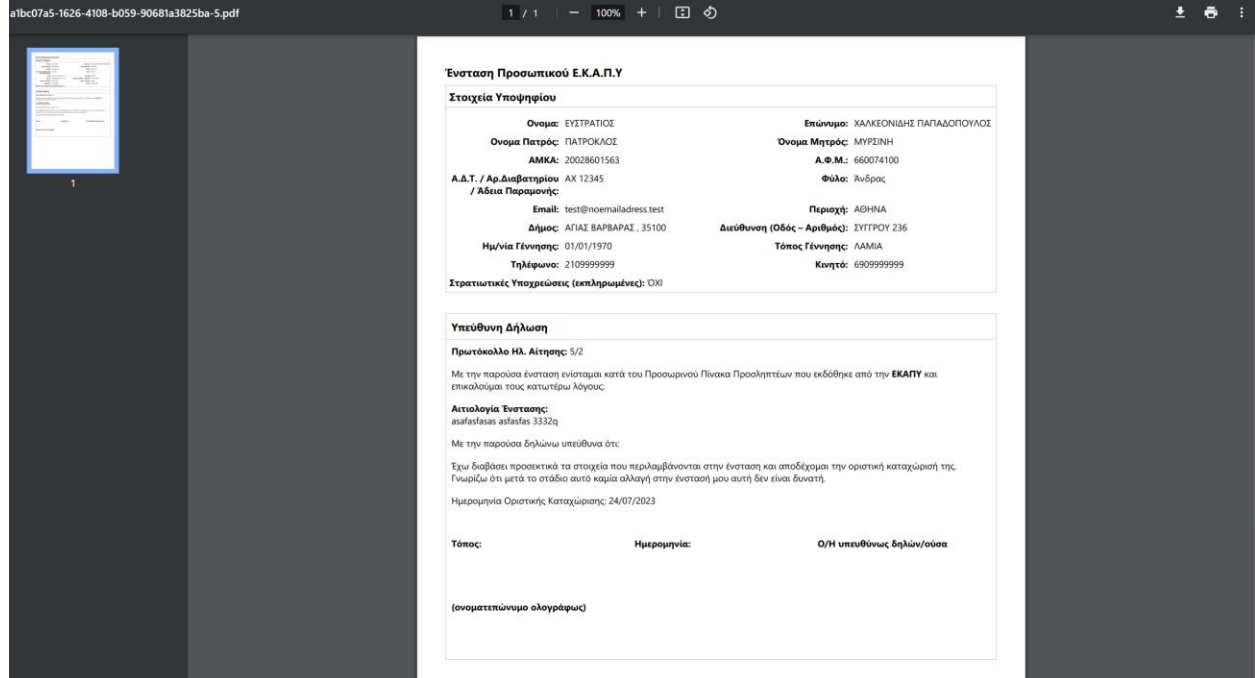 a1bc07a5-1626-4108-b059-90681a3825ba-5.pdf
1 / 1
100%
1
Ένσταση Προσωπικού Ε.Κ.Α.Π.Υ
Στοιχεία Υποψηφίου
Ονομα: ΕΥΣΤΡΑΤΙΟΣ Επώνυμο: ΧΑΛΚΕΟΝΙΔΗΣ ΠΑΠΑΔΟΠΟΥΛΟΣ
Ονομα Πατρός: ΠΑΤΡΟΚΛΟΣ Όνομα Μητρός: ΜΥΡΣΙΝΗ
ΑΜΚΑ: 20028601563 Α.Φ.Μ.: 660074100
Α.Δ.Τ. / Αρ.Διαβατηρίου ΑΧ 12345 Φύλο: Άνδρας
/ Άδεια Παραμονής:
Email: test@noemailadress.test Περιοχή: ΑΘΗΝΑ
Δήμος: ΑΓΙΑΣ ΒΑΡΒΑΡΑΣ , 35100 Διεύθυνση (Οδός – Αριθμός): ΣΥΓΓΡΟΥ 236
Ημ/νία Γέννησης: 01/01/1970 Τόπος Γέννησης: ΛΑΜΙΑ
Τηλέφωνο: 2109999999 Κινητό: 6909999999
Στρατιωτικές Υποχρεώσεις (εκπληρωμένες): ΌΧΙ
Υπεύθυνη Δήλωση
Πρωτόκολλο Ηλ. Αίτησης: 5/2
Με την παρούσα ένσταση ενίσταμαι κατά του Προσωρινού Πίνακα Προσληπτέων που εκδόθηκε από την ΕΚΑΠΥ και
επικαλούμαι τους κατωτέρω λόγους:
Αιτιολογία Ένστασης:
asafasfasas asfasfas 3332q
Με την παρούσα δηλώνω υπεύθυνα ότι:
Έχω διαβάσει προσεκτικά τα στοιχεία που περιλαμβάνονται στην ένσταση και αποδέχομαι την οριστική καταχώρισή της.
Γνωρίζω ότι μετά το στάδιο αυτό καμία αλλαγή στην ένστασή μου αυτή δεν είναι δυνατή.
Ημερομηνία Οριστικής Καταχώρισης: 24/07/2023
Τόπος: Ημερομηνία: Ο/Η υπευθύνως δηλών/ούσα
(ονοματεπώνυμο ολογράφως)